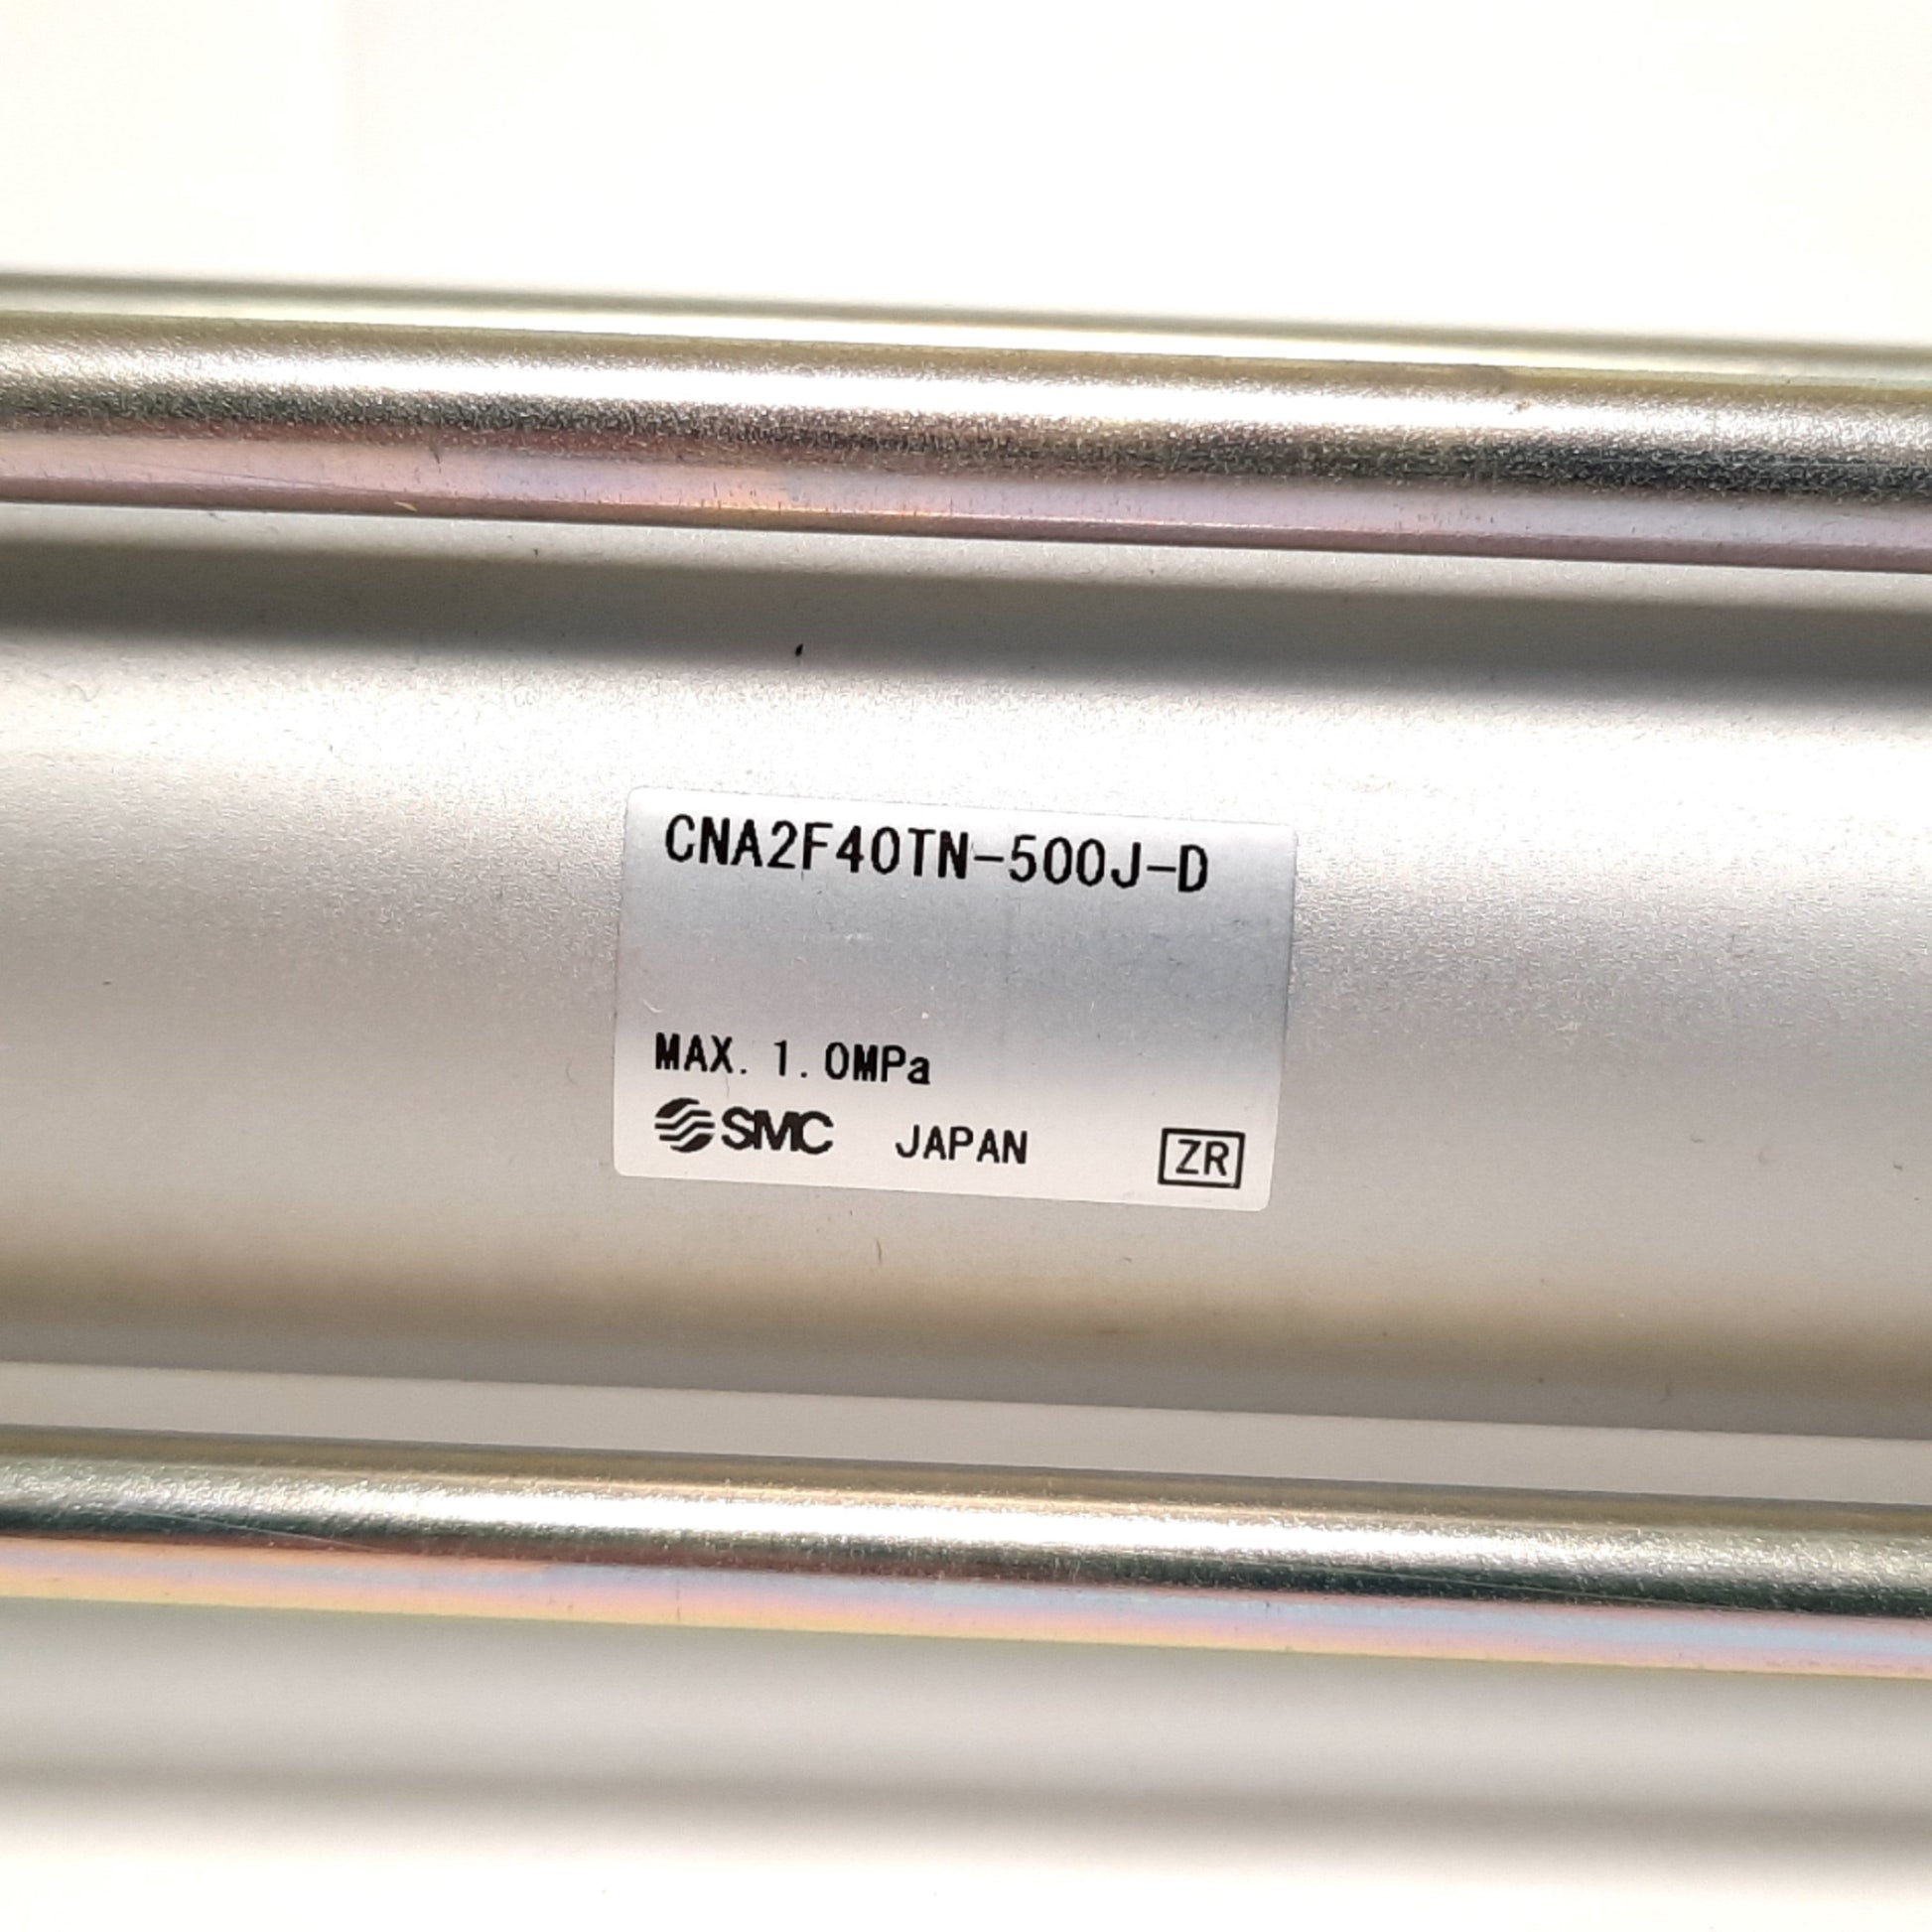 CNA2F40TN-500J-D
MAX. 1.0MPa
SMC JAPAN ZR